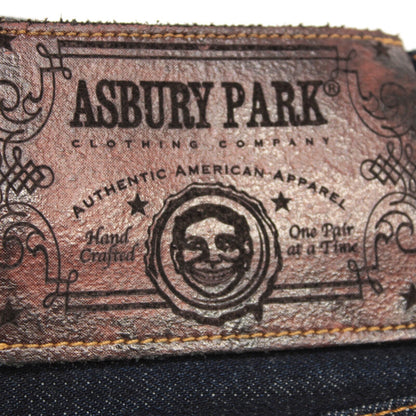 ASBURY PARK®
CLOTHING COMPANY
AUTHENTIC AMERICAN APPAREL
Hand Crafted
One Pair at a Time